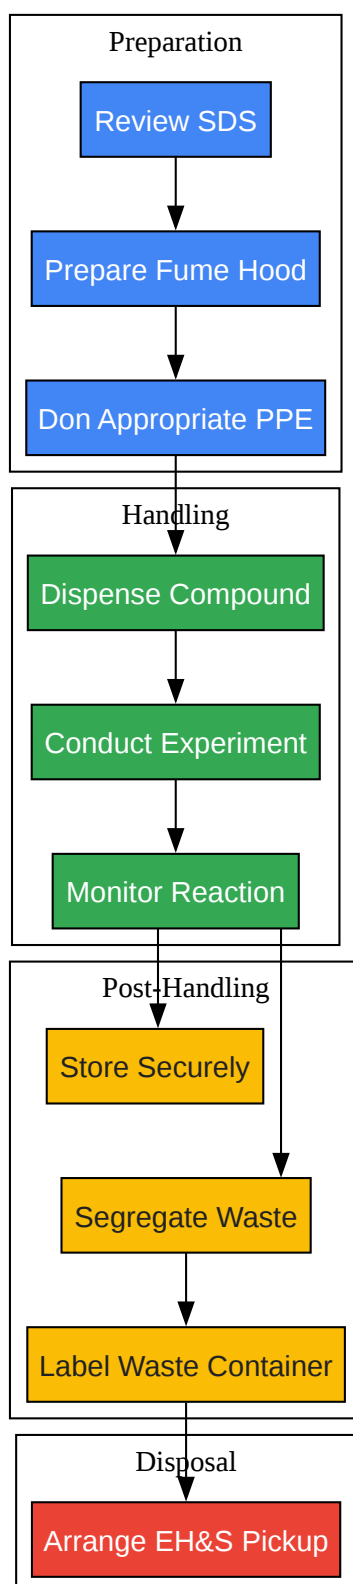 Preparation
Review SDS
Prepare Fume Hood
Don Appropriate PPE
Handling
Dispense Compound
Conduct Experiment
Monitor Reaction
Post-Handling
Store Securely
Segregate Waste
Label Waste Container
Disposal
Arrange EH&S Pickup